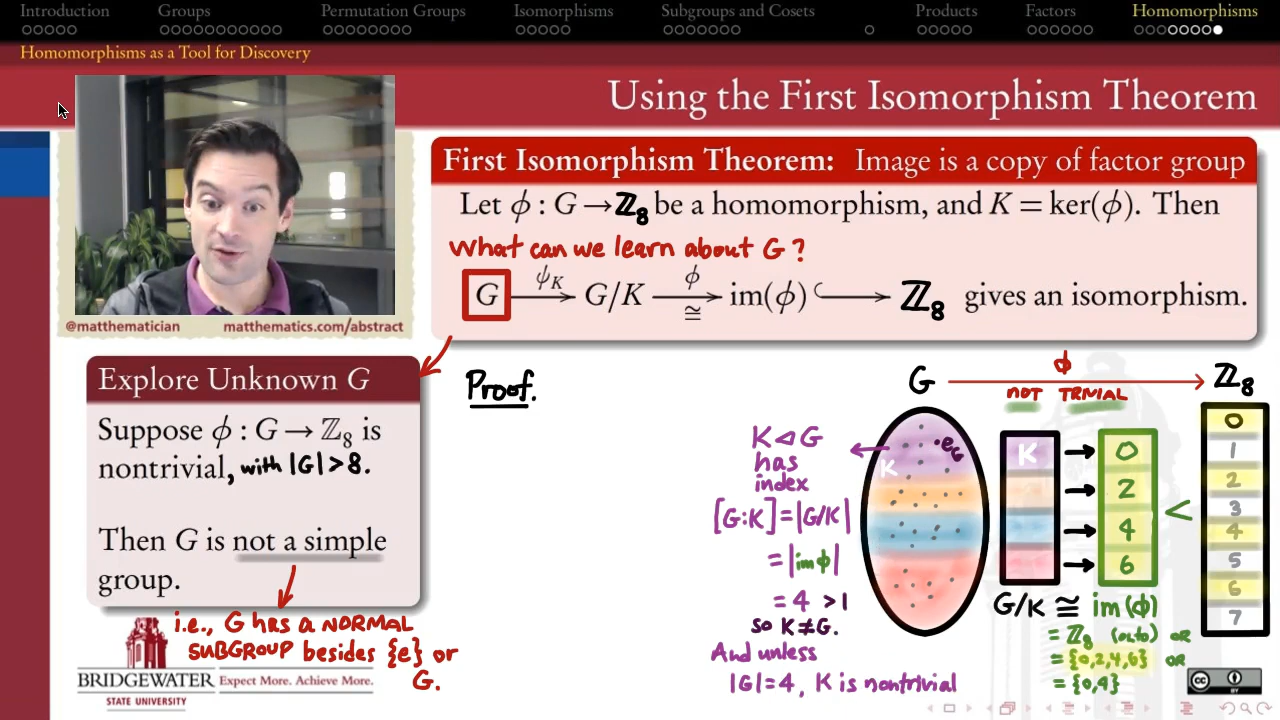 Introduction Groups Permutation Groups Isomorphisms Subgroups and Cosets Products Factors Homomorphisms
Homomorphisms as a Tool for Discovery
Using the First Isomorphism Theorem
First Isomorphism Theorem: Image is a copy of factor group
Let ϕ : G → ℤ₈ be a homomorphism, and K = ker(ϕ). Then
What can we learn about G?
G ψ_K → G/K ϕ ≅ → im(ϕ) ↪ ℤ₈ gives an isomorphism.
@matthematician matthematics.com/abstract
Explore Unknown G
Suppose ϕ : G → ℤ₈ is
nontrivial, with |G| > 8.
Then G is not a simple
group.
i.e., G has a NORMAL
SUBGROUP besides {e} or
G.
BRIDGEWATER
STATE UNIVERSITY
Expect More. Achieve More.
Proof.
K ⊲ G
has
index
[G:K] = |G/K|
= |im ϕ|
= 4 > 1
so K ≠ G.
And unless
|G| = 4, K is nontrivial
G ϕ → ℤ₈
NOT TRIVIAL
e_G
K
K → 0
→ 2
→ 4
→ 6
<
0
1
2
3
4
5
6
7
G/K ≅ im(ϕ)
= ℤ₈ (onto) OR
= {0,2,4,6} OR
= {0,4}
cc
BY